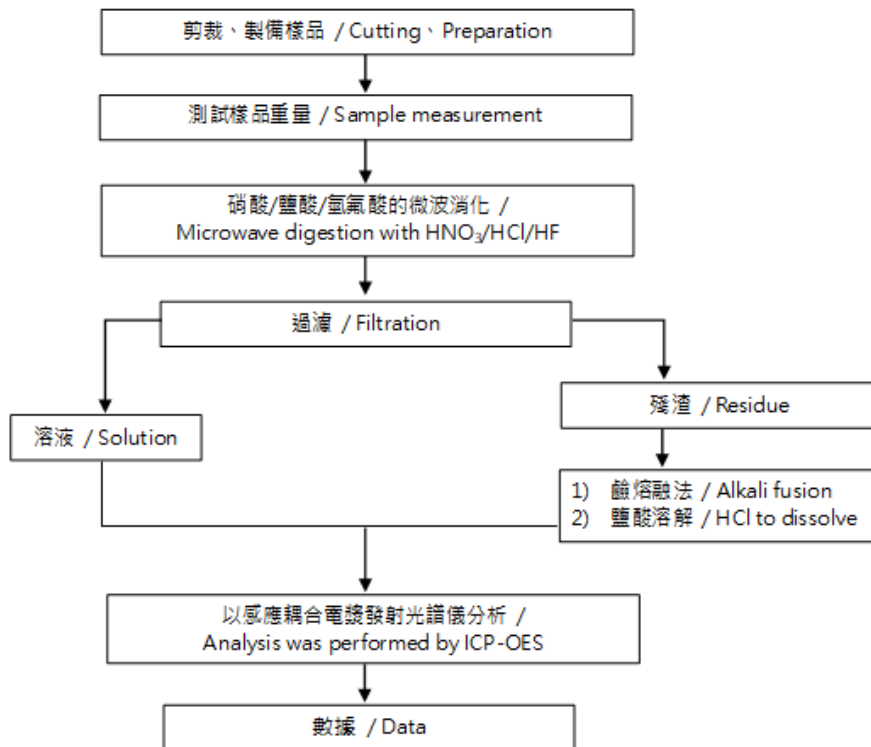 剪裁、製備樣品 / Cutting、Preparation
測試樣品重量 / Sample measurement
硝酸/鹽酸/氫氟酸的微波消化 /
Microwave digestion with HNO₃/HCl/HF
過濾 / Filtration
溶液 / Solution
殘渣 / Residue
1) 鹼熔融法 / Alkali fusion
2) 鹽酸溶解 / HCl to dissolve
以感應耦合電漿發射光譜儀分析 /
Analysis was performed by ICP-OES
數據 / Data